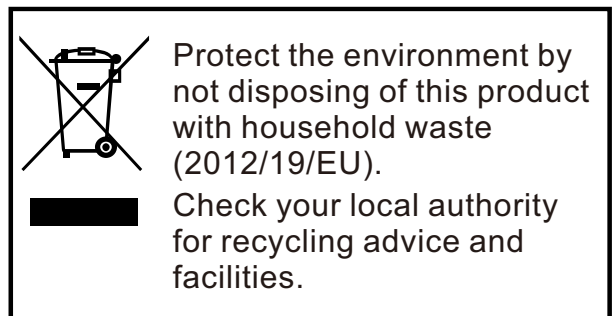 Protect the environment by
not disposing of this product
with household waste
(2012/19/EU).
Check your local authority
for recycling advice and
facilities.